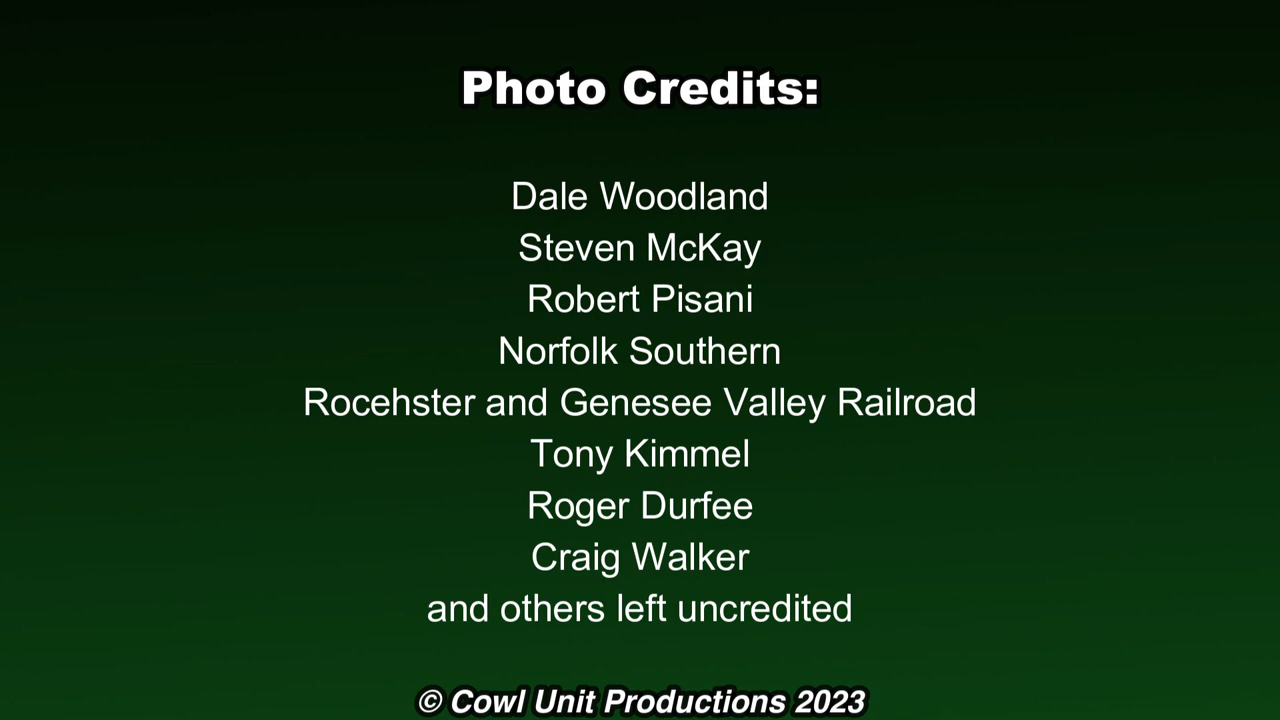 Photo Credits:
Dale Woodland
Steven McKay
Robert Pisani
Norfolk Southern
Rocehster and Genesee Valley Railroad
Tony Kimmel
Roger Durfee
Craig Walker
and others left uncredited
© Cowl Unit Productions 2023